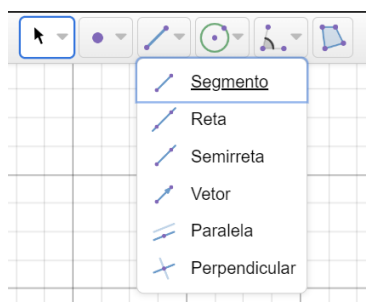 Segmento
Reta
Semirreta
Vetor
Paralela
Perpendicular